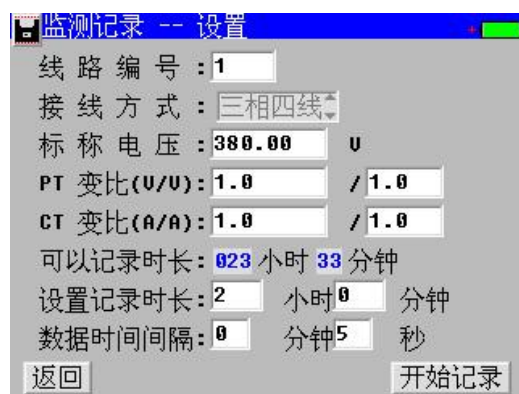 监测记录 -- 设置
线 路 编 号 : 1
接 线 方 式 : 三相四线
标 称 电 压 : 380.00 V
PT 变比(V/V): 1.0 / 1.0
CT 变比(A/A): 1.0 / 1.0
可以记录时长: 023 小时 33 分钟
设置记录时长: 2 小时 0 分钟
数据时间间隔: 0 分钟 5 秒
返回 开始记录